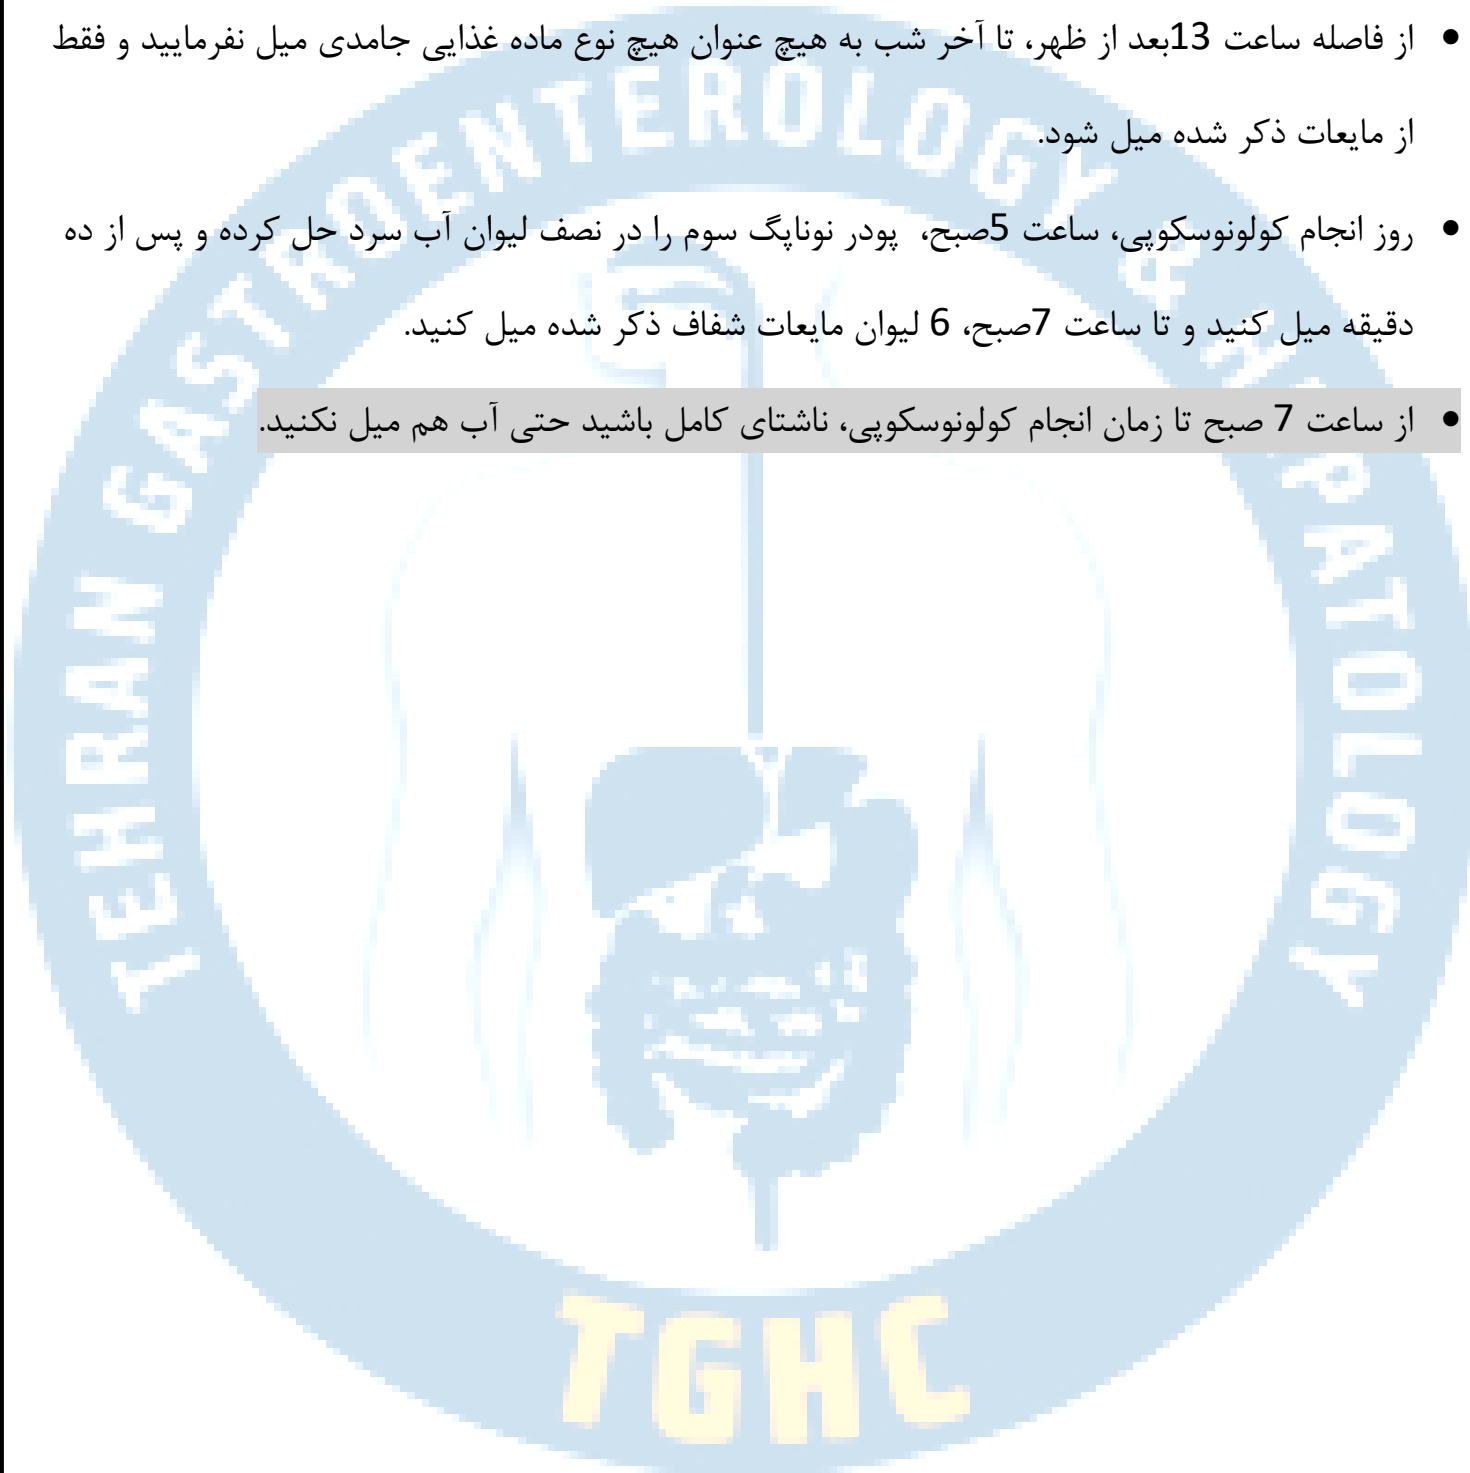 • از فاصله ساعت 13بعد از ظهر، تا آخر شب به هیچ عنوان هیچ نوع ماده غذایی جامدی میل نفرمایید و فقط
از مایعات ذکر شده میل شود.
• روز انجام کولونوسکوپی، ساعت 5صبح، پودر نوناپگ سوم را در نصف لیوان آب سرد حل کرده و پس از ده
دقیقه میل کنید و تا ساعت 7صبح، 6 لیوان مایعات شفاف ذکر شده میل کنید.
• از ساعت 7 صبح تا زمان انجام کولونوسکوپی، ناشتای کامل باشید حتی آب هم میل نکنید.
TEHRAN GASTROENTEROLOGY & HEPATOLOGY
TGHC